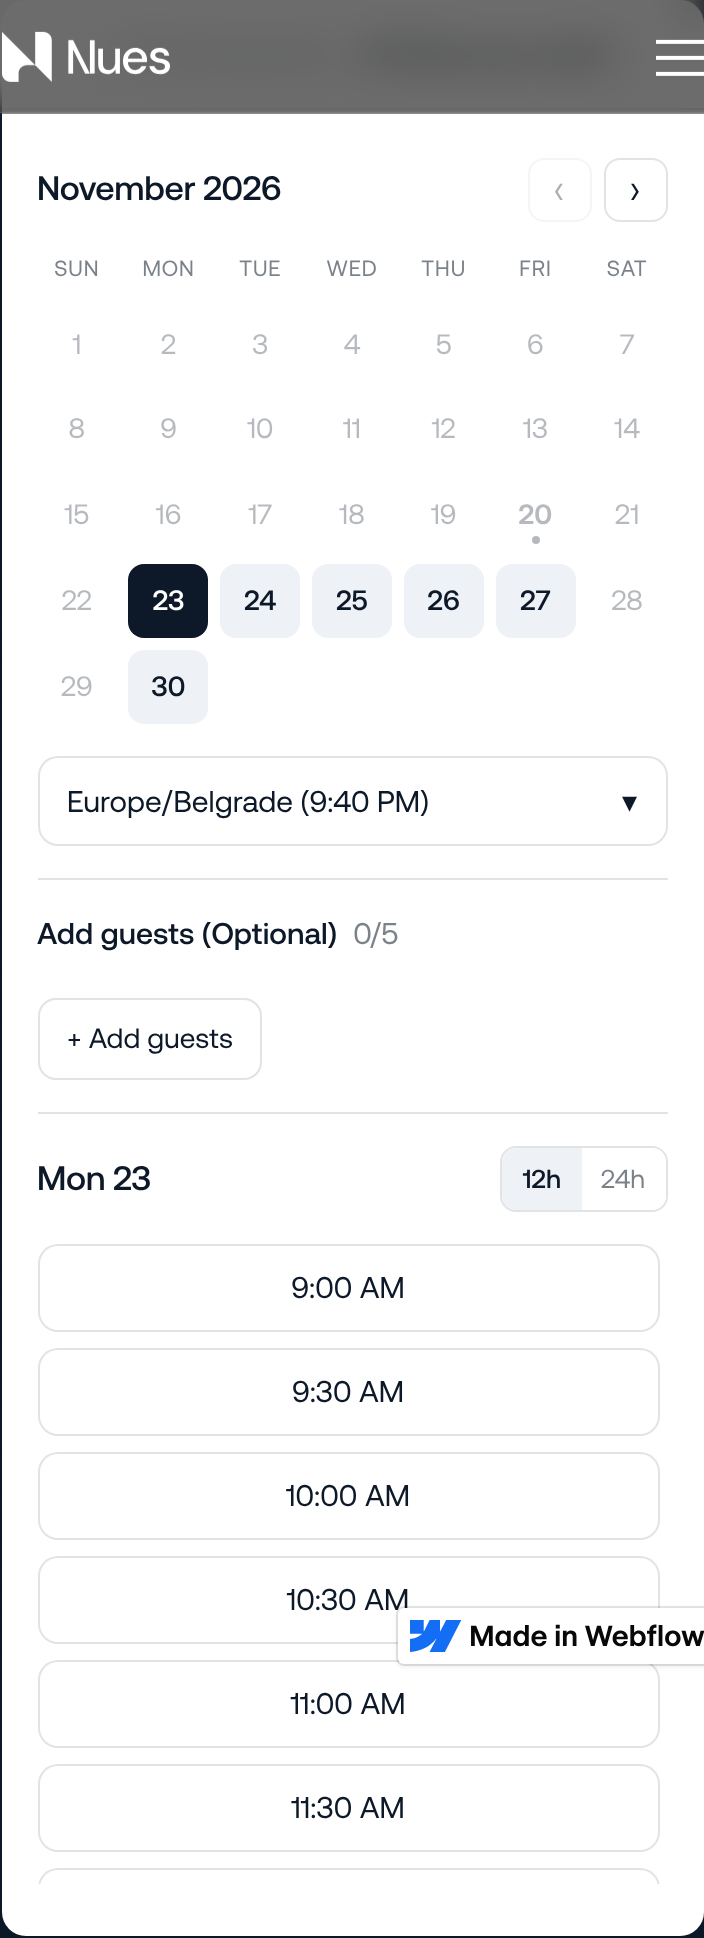 Nues
November 2026
‹ ›
SUN MON TUE WED THU FRI SAT
1 2 3 4 5 6 7
8 9 10 11 12 13 14
15 16 17 18 19 20 21
22 23 24 25 26 27 28
29 30
Europe/Belgrade (9:40 PM) ▼
Add guests (Optional) 0/5
+ Add guests
Mon 23 12h 24h
9:00 AM
9:30 AM
10:00 AM
10:30 AM
Made in Webflow
11:00 AM
11:30 AM